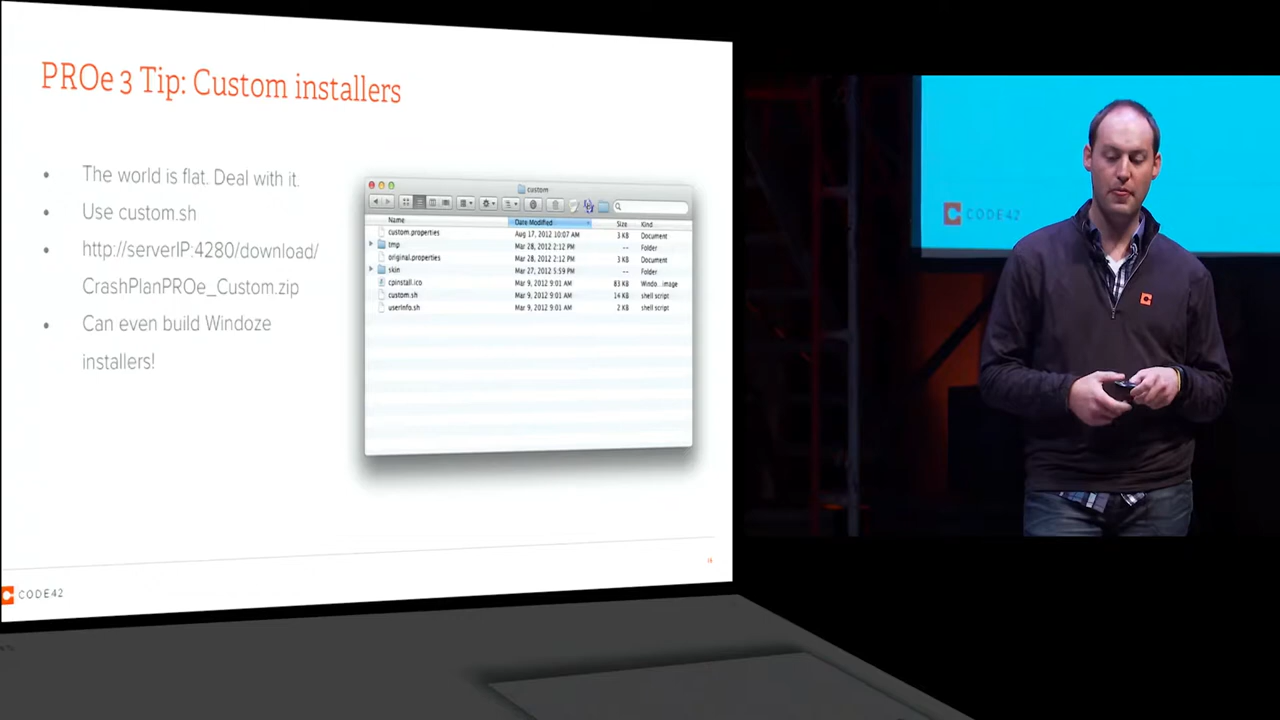 PROe 3 Tip: Custom installers
• The world is flat. Deal with it.
• Use custom.sh
• http://serverIP:4280/download/
CrashPlanPROe_Custom.zip
• Can even build Windoze
installers!
custom
Name Date Modified Size Kind
custom.properties Aug 17, 2012 10:07 AM 3 KB Document
tmp Mar 28, 2012 2:12 PM -- Folder
original.properties Mar 28, 2012 2:12 PM 3 KB Document
skin Mar 27, 2012 5:59 PM -- Folder
cpinstall.ico Mar 9, 2012 9:01 AM 83 KB Windo...image
custom.sh Mar 9, 2012 9:01 AM 14 KB shell script
userInfo.sh Mar 9, 2012 9:01 AM 2 KB shell script
CODE42
CODE42